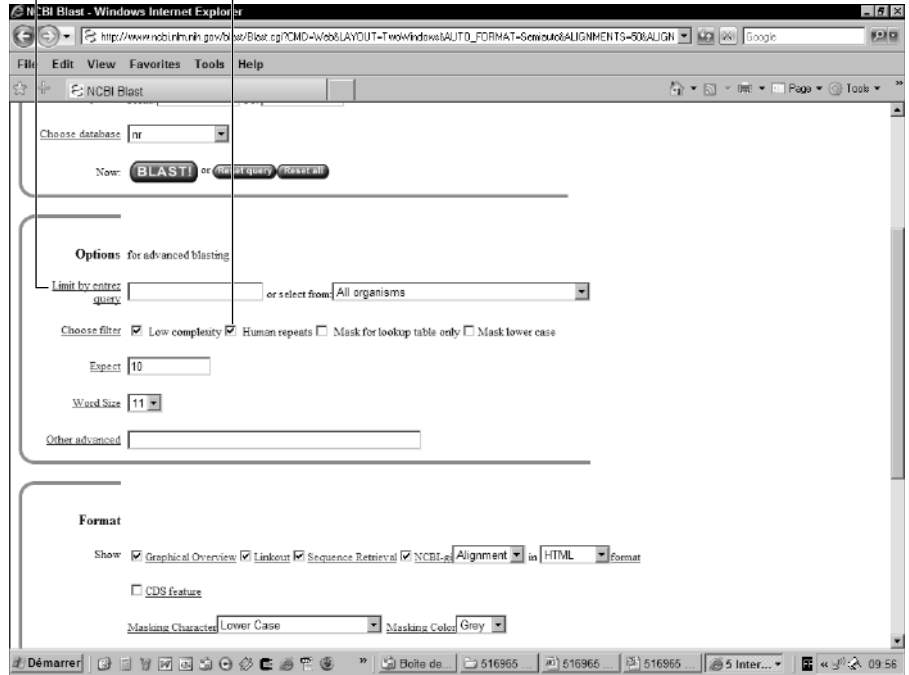 NCBI Blast - Windows Internet Explorer
http://www.ncbi.nlm.nih.gov/blast/Blast.cgi?CMD=Web&LAYOUT=TwoWindows&AUTO_FORMAT=Semiauto&ALIGNMENTS=50&ALIGN Google
File Edit View Favorites Tools Help
NCBI Blast Page Tools »
Choose database nr
Now: BLAST! or Reset query Reset all
Options for advanced blasting
Limit by entrez query or select from: All organisms
Choose filter Low complexity Human repeats Mask for lookup table only Mask lower case
Expect 10
Word Size 11
Other advanced
Format
Show Graphical Overview Linkout Sequence Retrieval NCBI-gi Alignment in HTML format
CDS feature
Masking Character Lower Case Masking Color Grey
Démarrer » Boîte de... 516965 ... 516965 ... 516965 ... 5 Inter... « 09:56